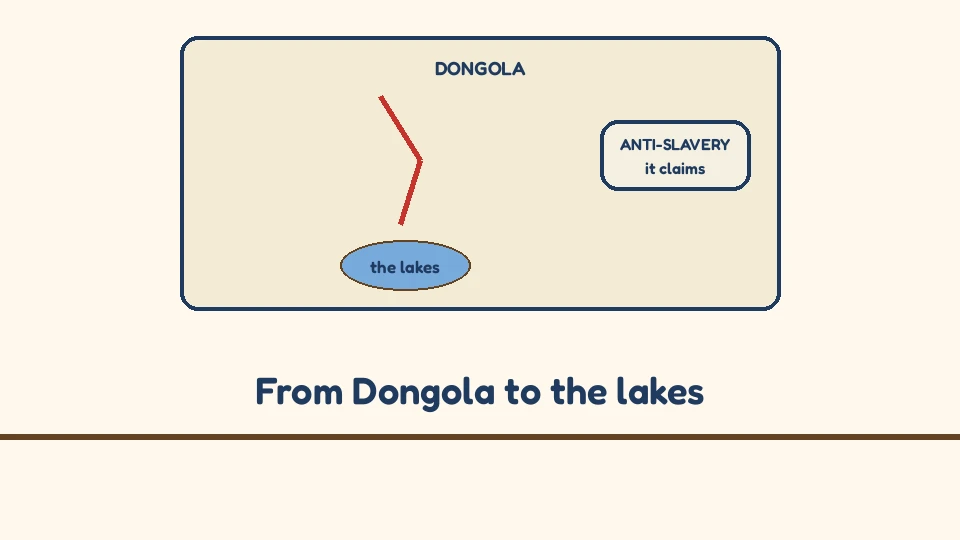 DONGOLA
ANTI-SLAVERY
it claims
the lakes
From Dongola to the lakes